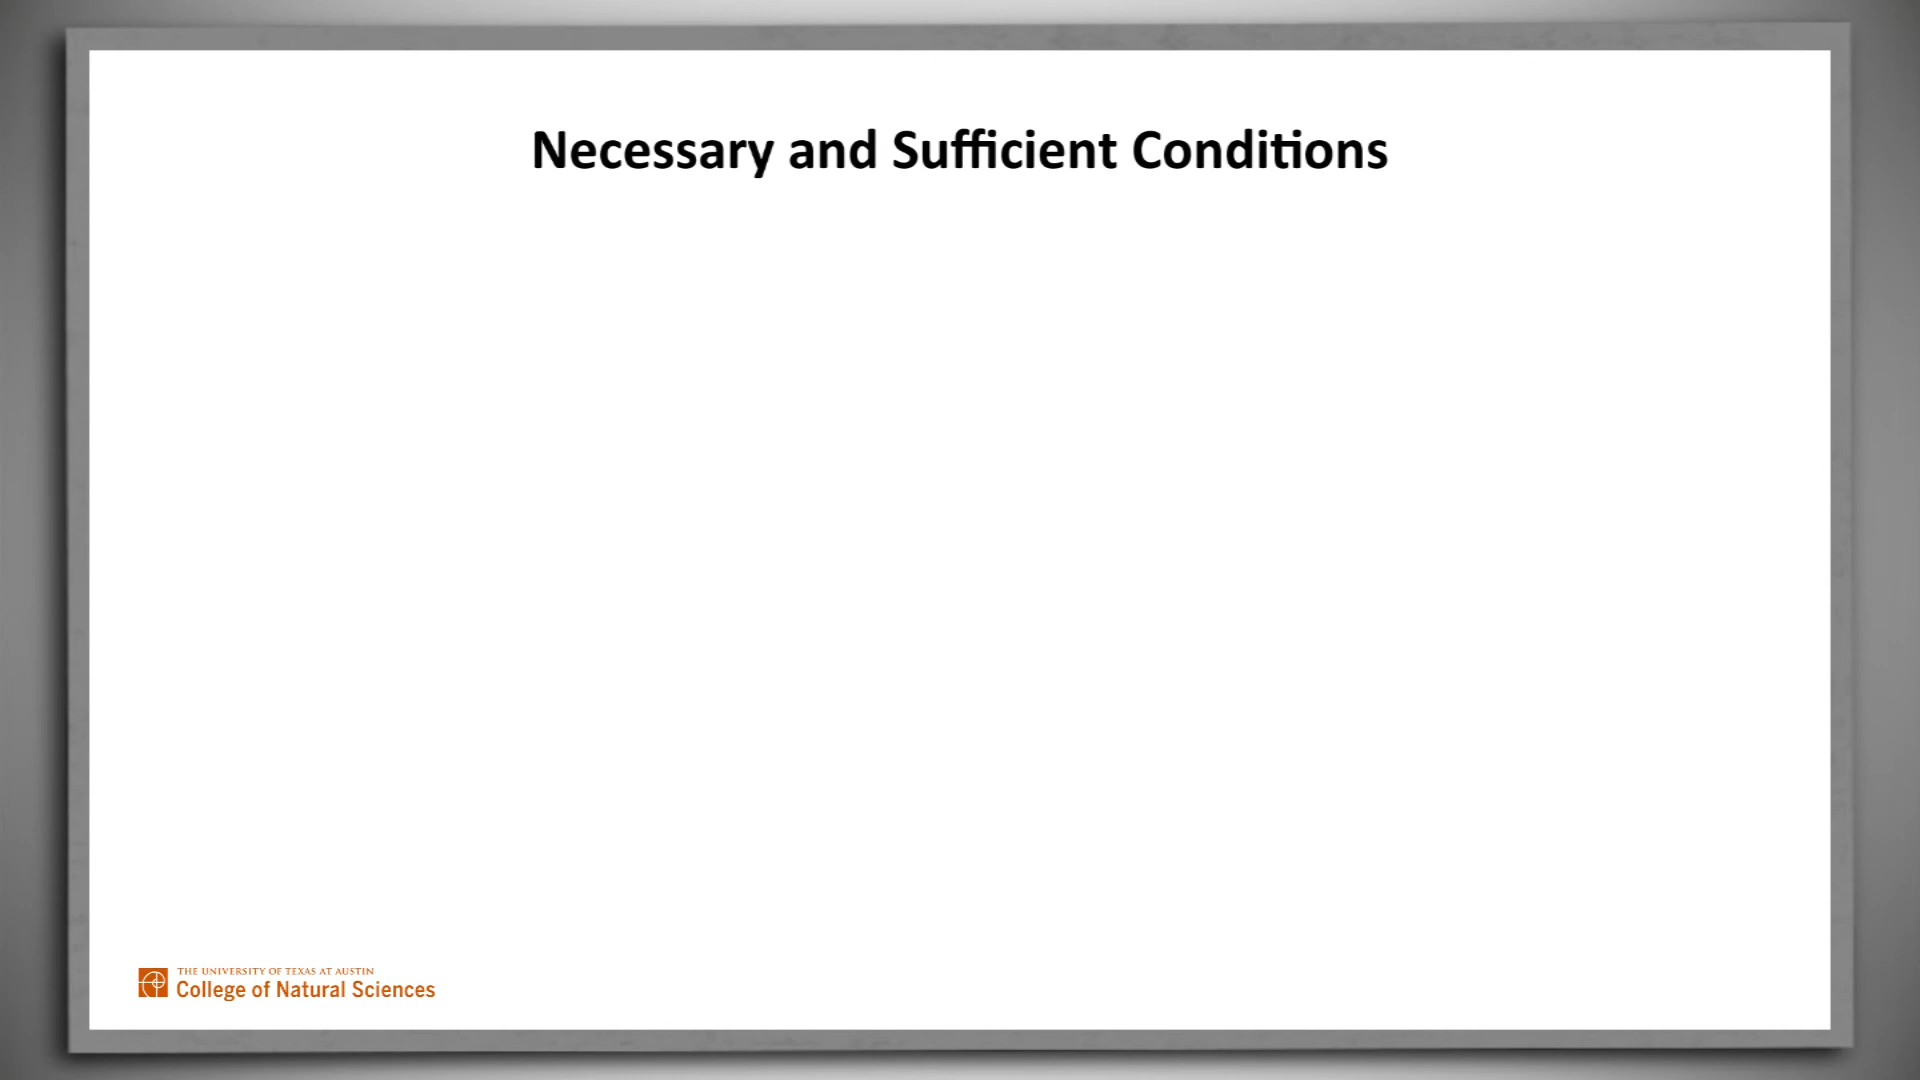 Necessary and Sufficient Conditions
THE UNIVERSITY OF TEXAS AT AUSTIN
College of Natural Sciences